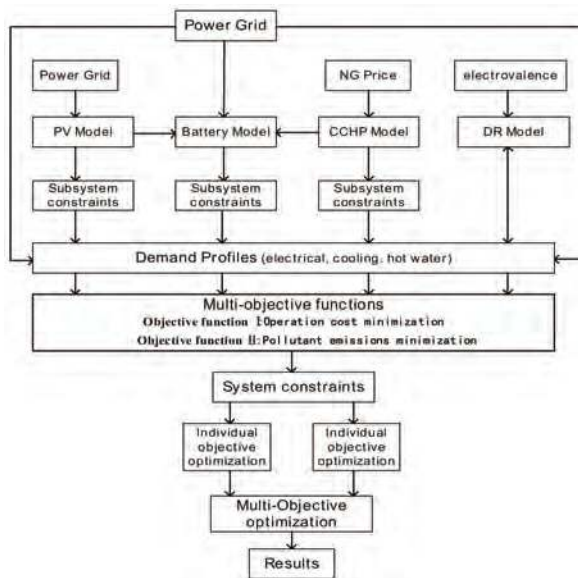 Power Grid
Power Grid
NG Price
electrovalence
PV Model
Battery Model
CCHP Model
DR Model
Subsystem
constraints
Subsystem
constraints
Subsystem
constraints
Demand Profiles (electrical, cooling, hot water)
Multi-objective functions
Objective function Ⅰ:Operation cost minimization
Objective function Ⅱ:Pollutant emissions minimization
System constraints
Individual
objective
optimization
Individual
objective
optimization
Multi-Objective
optimization
Results